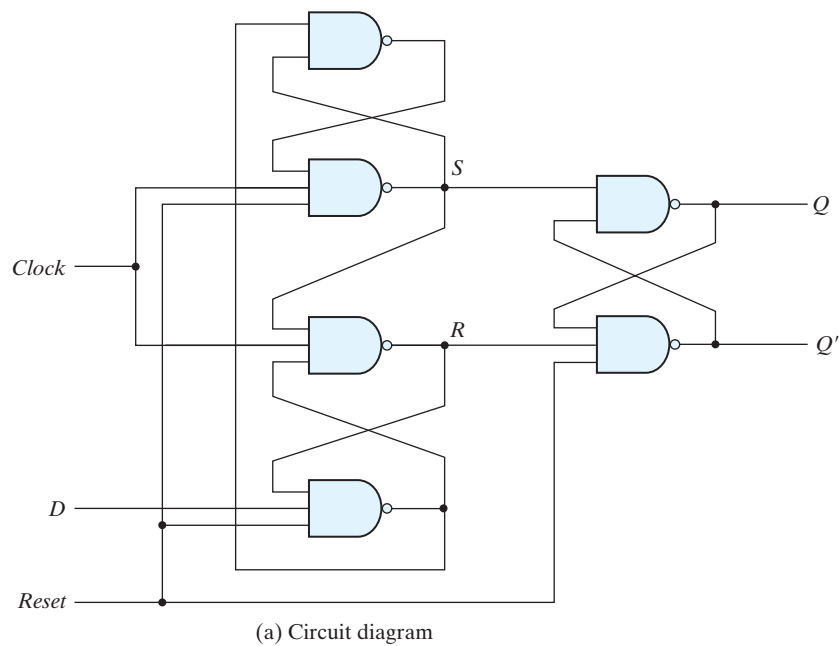 S
Q
Clock
R
Q′
D
Reset
(a) Circuit diagram